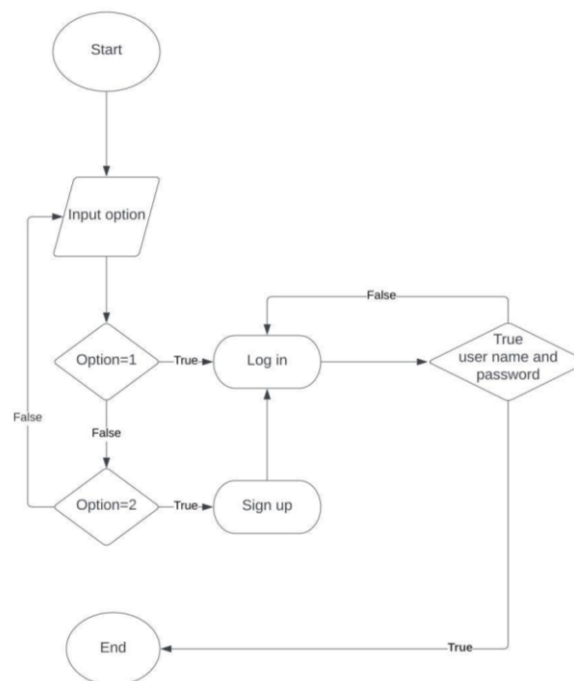 Start
Input option
False
Option=1
True
Log in
True
user name and
password
False
False
Option=2
True
Sign up
End
True